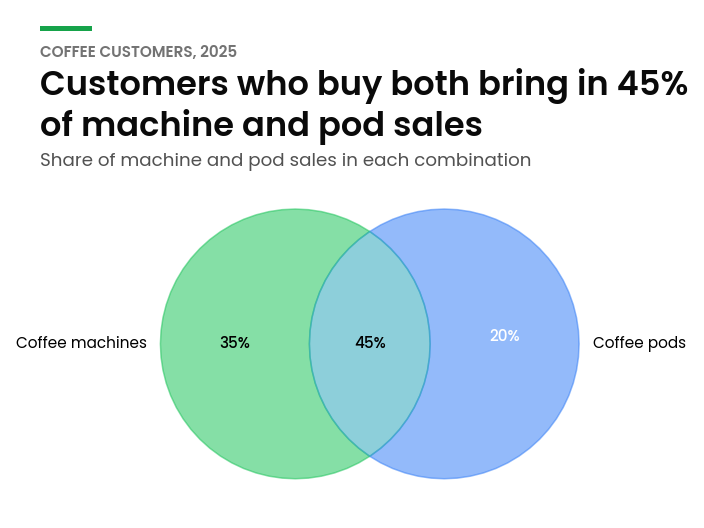 COFFEE CUSTOMERS, 2025
Customers who buy both bring in 45%
of machine and pod sales
Share of machine and pod sales in each combination
20%
Coffee machines
35%
45%
Coffee pods